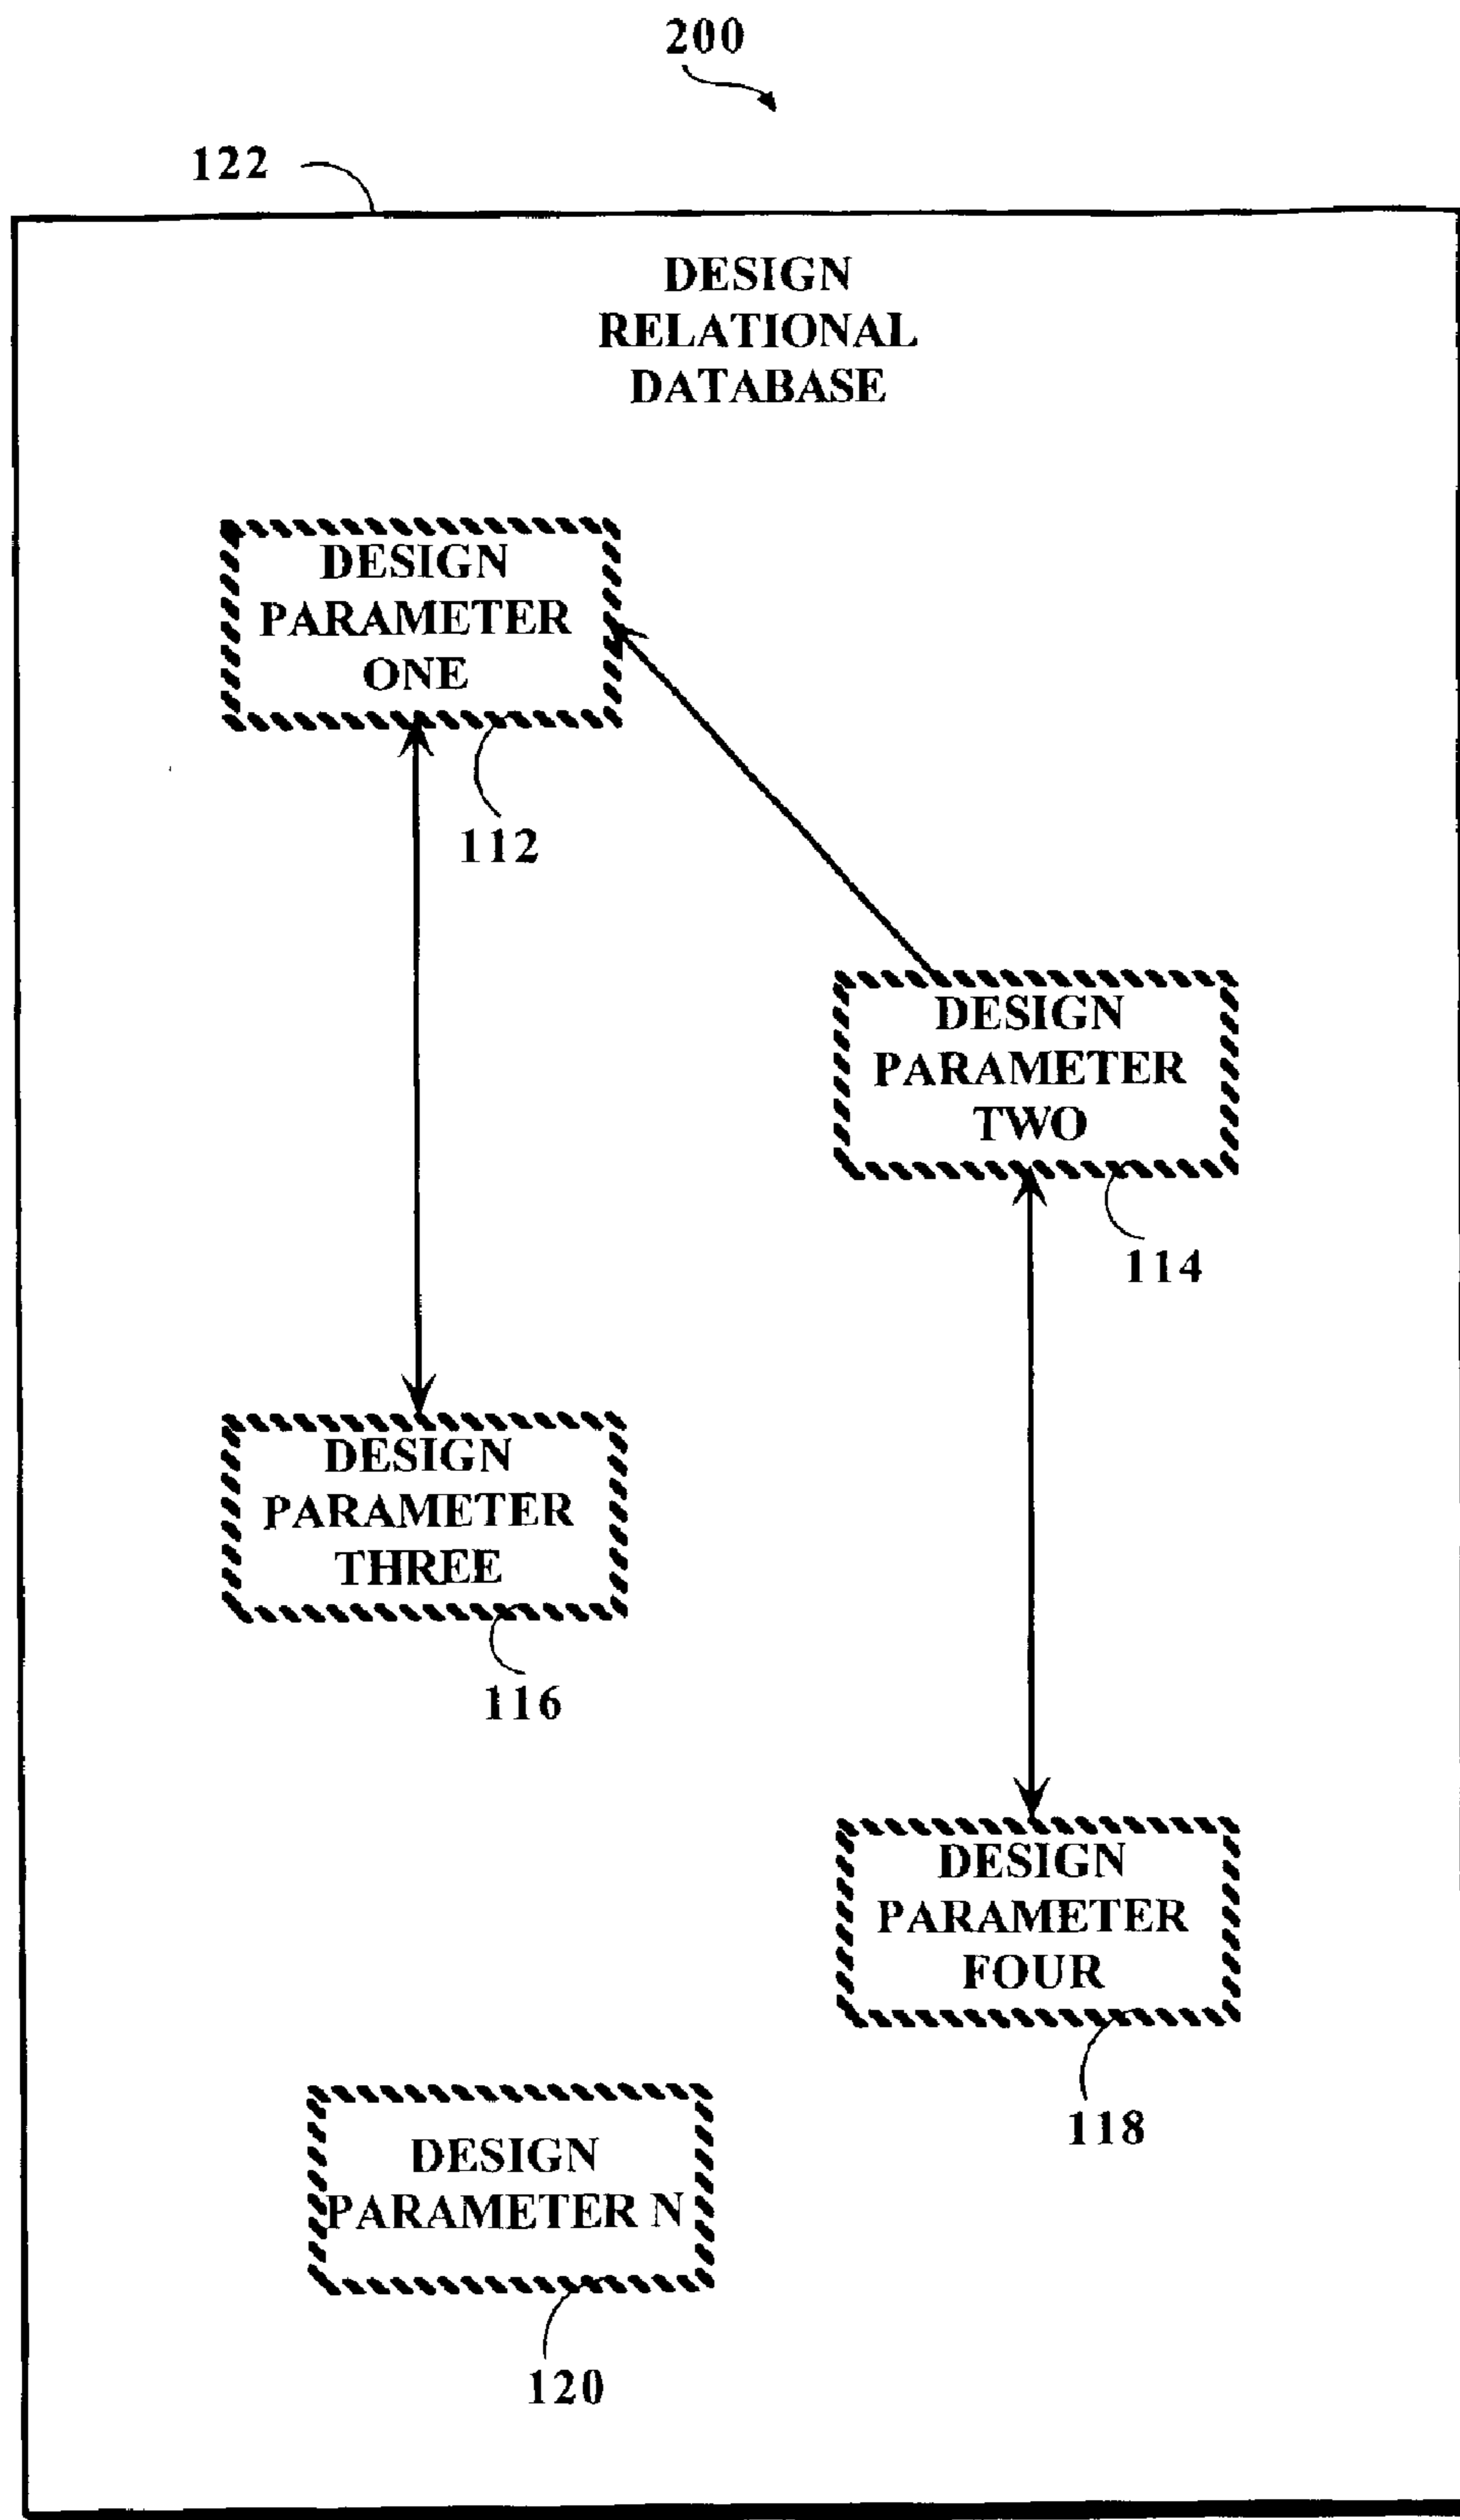 200
122
DESIGN
RELATIONAL
DATABASE
DESIGN
PARAMETER
ONE
112
DESIGN
PARAMETER
TWO
114
DESIGN
PARAMETER
THREE
116
DESIGN
PARAMETER
FOUR
118
DESIGN
PARAMETER N
120